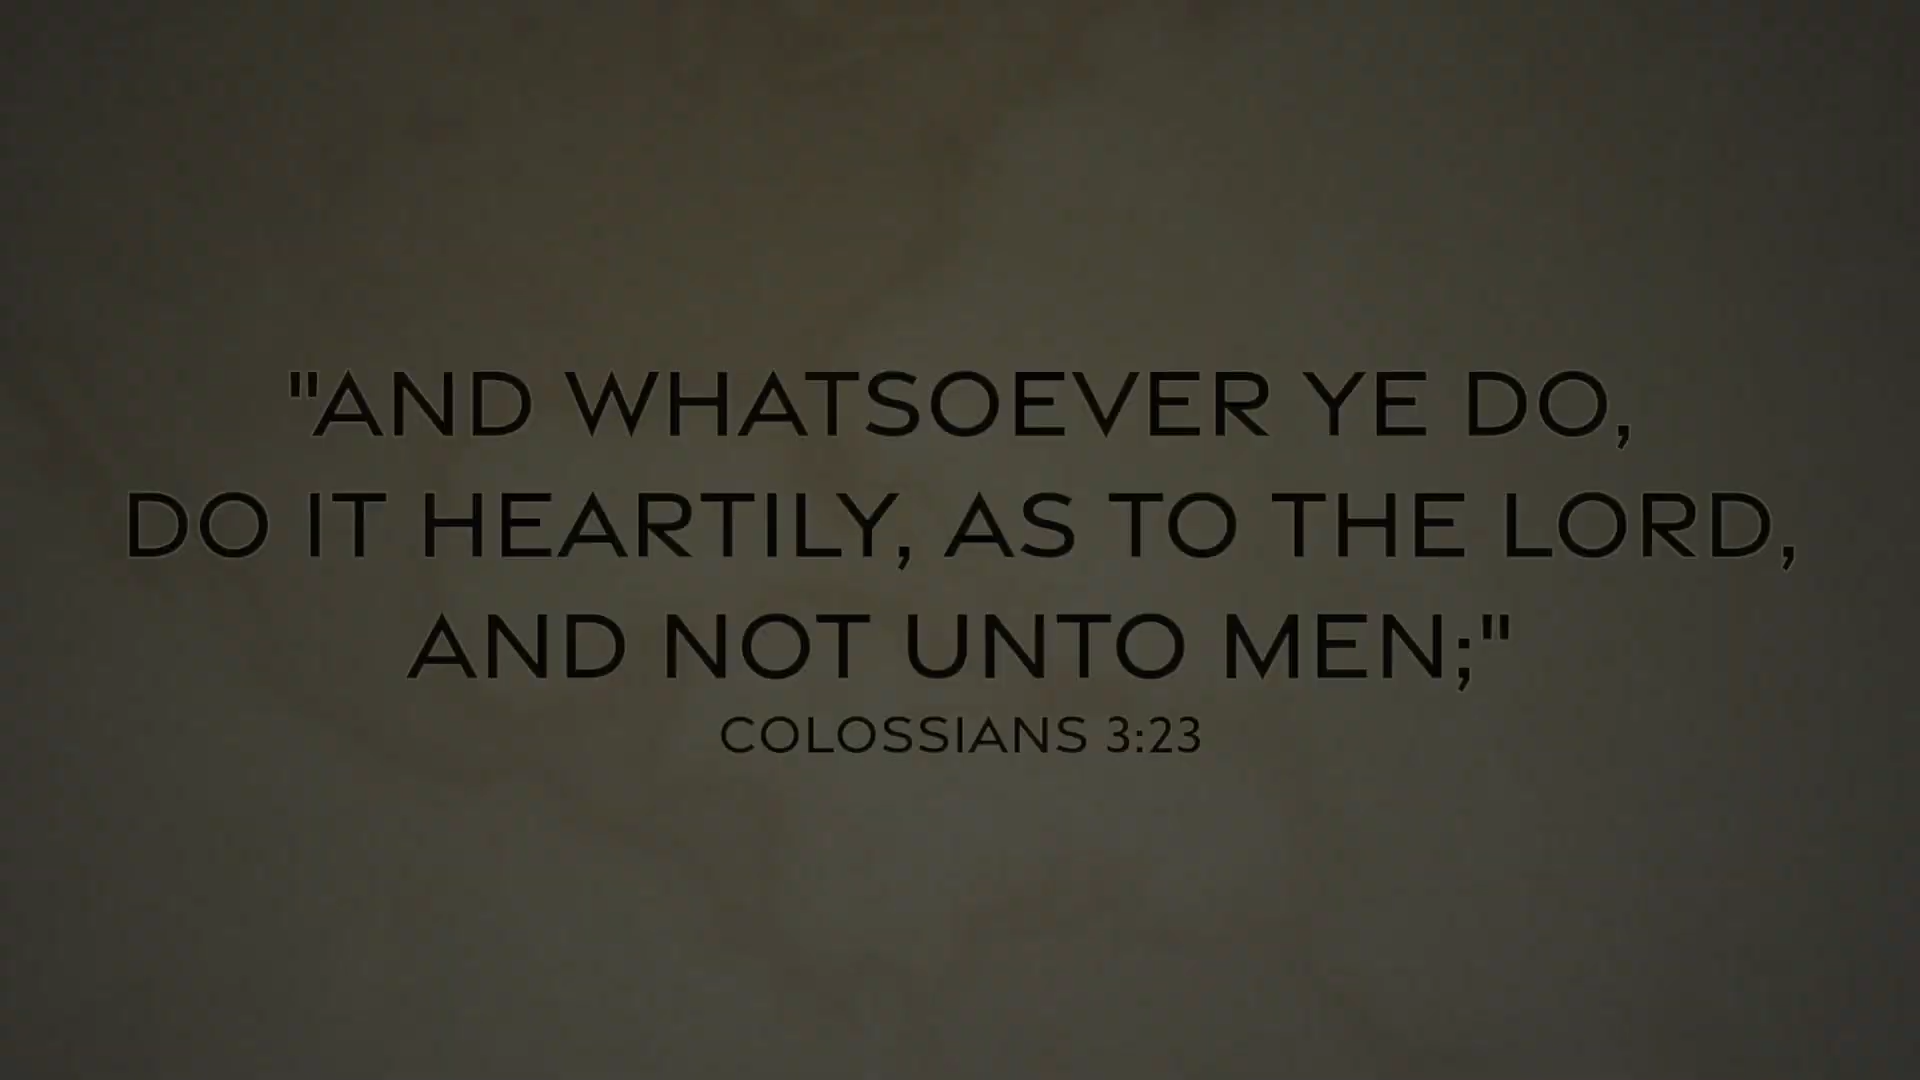 "AND WHATSOEVER YE DO,
DO IT HEARTILY, AS TO THE LORD,
AND NOT UNTO MEN;"
COLOSSIANS 3:23